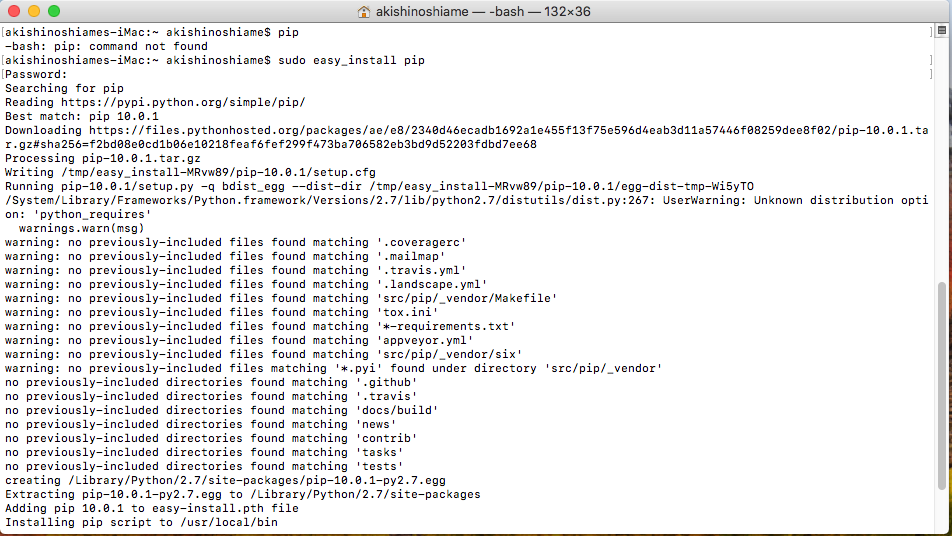 akishinoshiame — -bash — 132×36
[akishinoshiames-iMac:~ akishinoshiame$ pip ]
-bash: pip: command not found
[akishinoshiames-iMac:~ akishinoshiame$ sudo easy_install pip ]
[Password: ]
Searching for pip
Reading https://pypi.python.org/simple/pip/
Best match: pip 10.0.1
Downloading https://files.pythonhosted.org/packages/ae/e8/2340d46ecadb1692a1e455f13f75e596d4eab3d11a57446f08259dee8f02/pip-10.0.1.ta
r.gz#sha256=f2bd08e0cd1b06e10218feaf6fef299f473ba706582eb3bd9d52203fdbd7ee68
Processing pip-10.0.1.tar.gz
Writing /tmp/easy_install-MRvw89/pip-10.0.1/setup.cfg
Running pip-10.0.1/setup.py -q bdist_egg --dist-dir /tmp/easy_install-MRvw89/pip-10.0.1/egg-dist-tmp-Wi5yTO
/System/Library/Frameworks/Python.framework/Versions/2.7/lib/python2.7/distutils/dist.py:267: UserWarning: Unknown distribution opti
on: 'python_requires'
  warnings.warn(msg)
warning: no previously-included files found matching '.coveragerc'
warning: no previously-included files found matching '.mailmap'
warning: no previously-included files found matching '.travis.yml'
warning: no previously-included files found matching '.landscape.yml'
warning: no previously-included files found matching 'src/pip/_vendor/Makefile'
warning: no previously-included files found matching 'tox.ini'
warning: no previously-included files found matching '*-requirements.txt'
warning: no previously-included files found matching 'appveyor.yml'
warning: no previously-included files found matching 'src/pip/_vendor/six'
warning: no previously-included files matching '*.pyi' found under directory 'src/pip/_vendor'
no previously-included directories found matching '.github'
no previously-included directories found matching '.travis'
no previously-included directories found matching 'docs/build'
no previously-included directories found matching 'news'
no previously-included directories found matching 'contrib'
no previously-included directories found matching 'tasks'
no previously-included directories found matching 'tests'
creating /Library/Python/2.7/site-packages/pip-10.0.1-py2.7.egg
Extracting pip-10.0.1-py2.7.egg to /Library/Python/2.7/site-packages
Adding pip 10.0.1 to easy-install.pth file
Installing pip script to /usr/local/bin